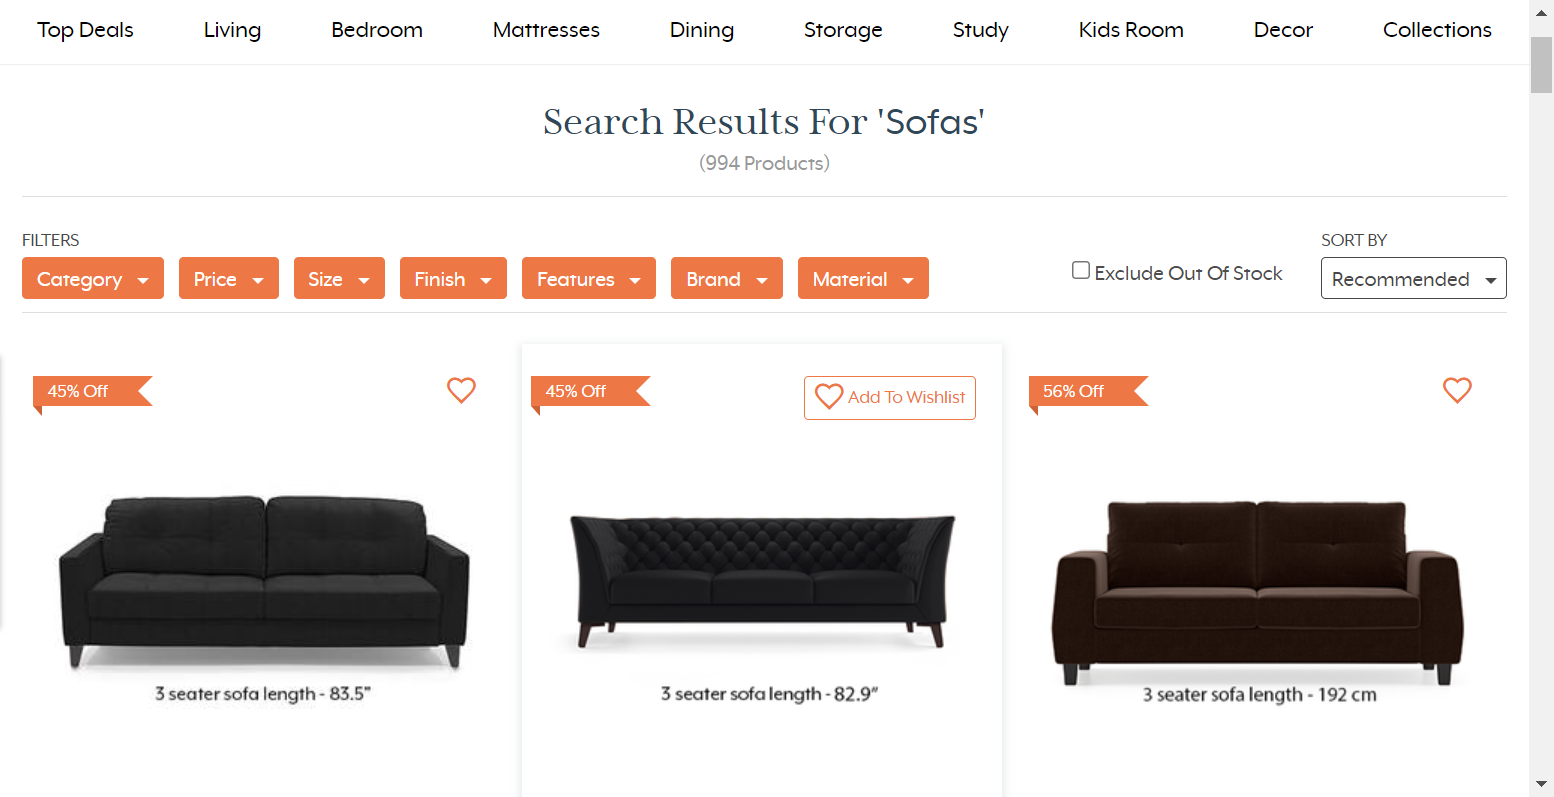 Top Deals Living Bedroom Mattresses Dining Storage Study Kids Room Decor Collections
Search Results For 'Sofas'
(994 Products)
FILTERS SORT BY
Category Price Size Finish Features Brand Material Exclude Out Of Stock Recommended
45% Off 45% Off Add To Wishlist 56% Off
3 seater sofa length - 83.5” 3 seater sofa length - 82.9” 3 seater sofa length - 192 cm